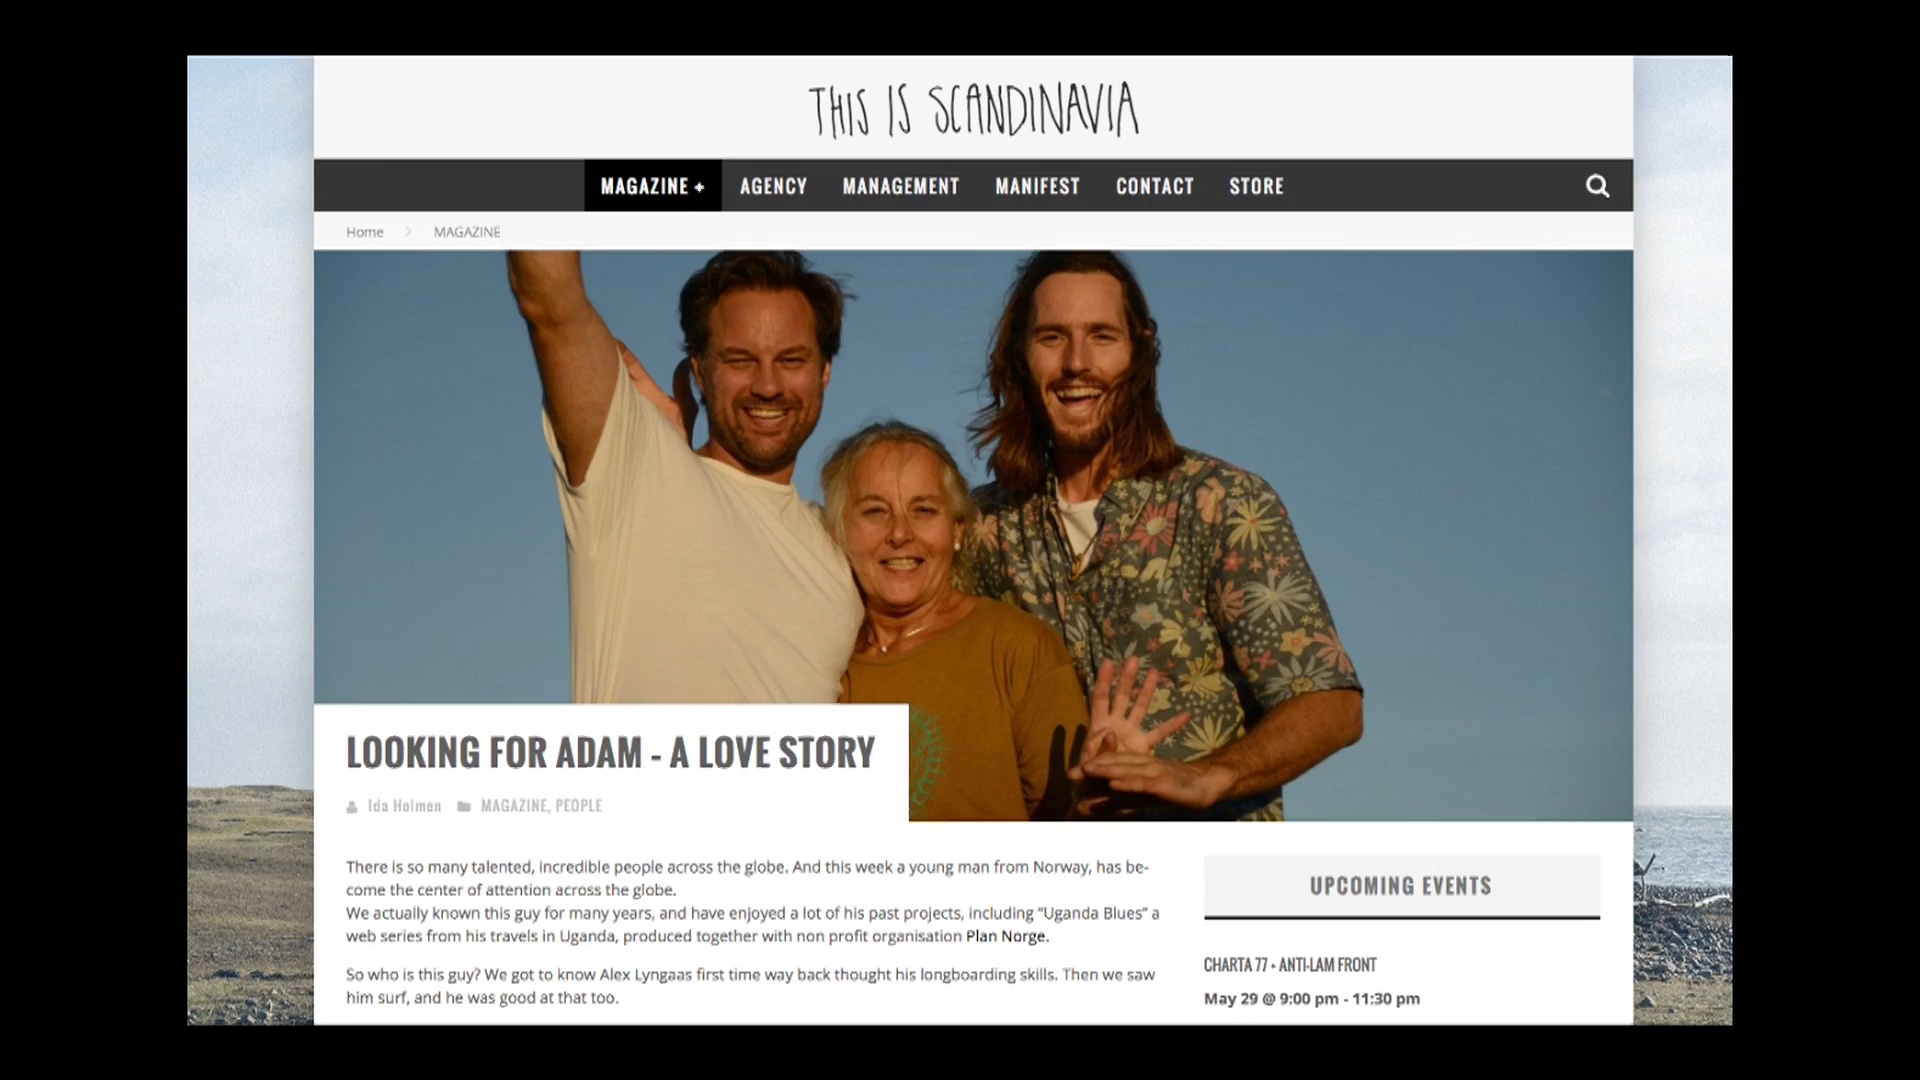 THIS IS SCANDINAVIA
MAGAZINE + AGENCY MANAGEMENT MANIFEST CONTACT STORE
Home > MAGAZINE
LOOKING FOR ADAM - A LOVE STORY
Ida Holmen MAGAZINE, PEOPLE
There is so many talented, incredible people across the globe. And this week a young man from Norway, has be-
come the center of attention across the globe.
We actually known this guy for many years, and have enjoyed a lot of his past projects, including “Uganda Blues” a
web series from his travels in Uganda, produced together with non profit organisation Plan Norge.
So who is this guy? We got to know Alex Lyngaas first time way back thought his longboarding skills. Then we saw
him surf, and he was good at that too.
UPCOMING EVENTS
CHARTA 77 + ANTI-LAM FRONT
May 29 @ 9:00 pm - 11:30 pm